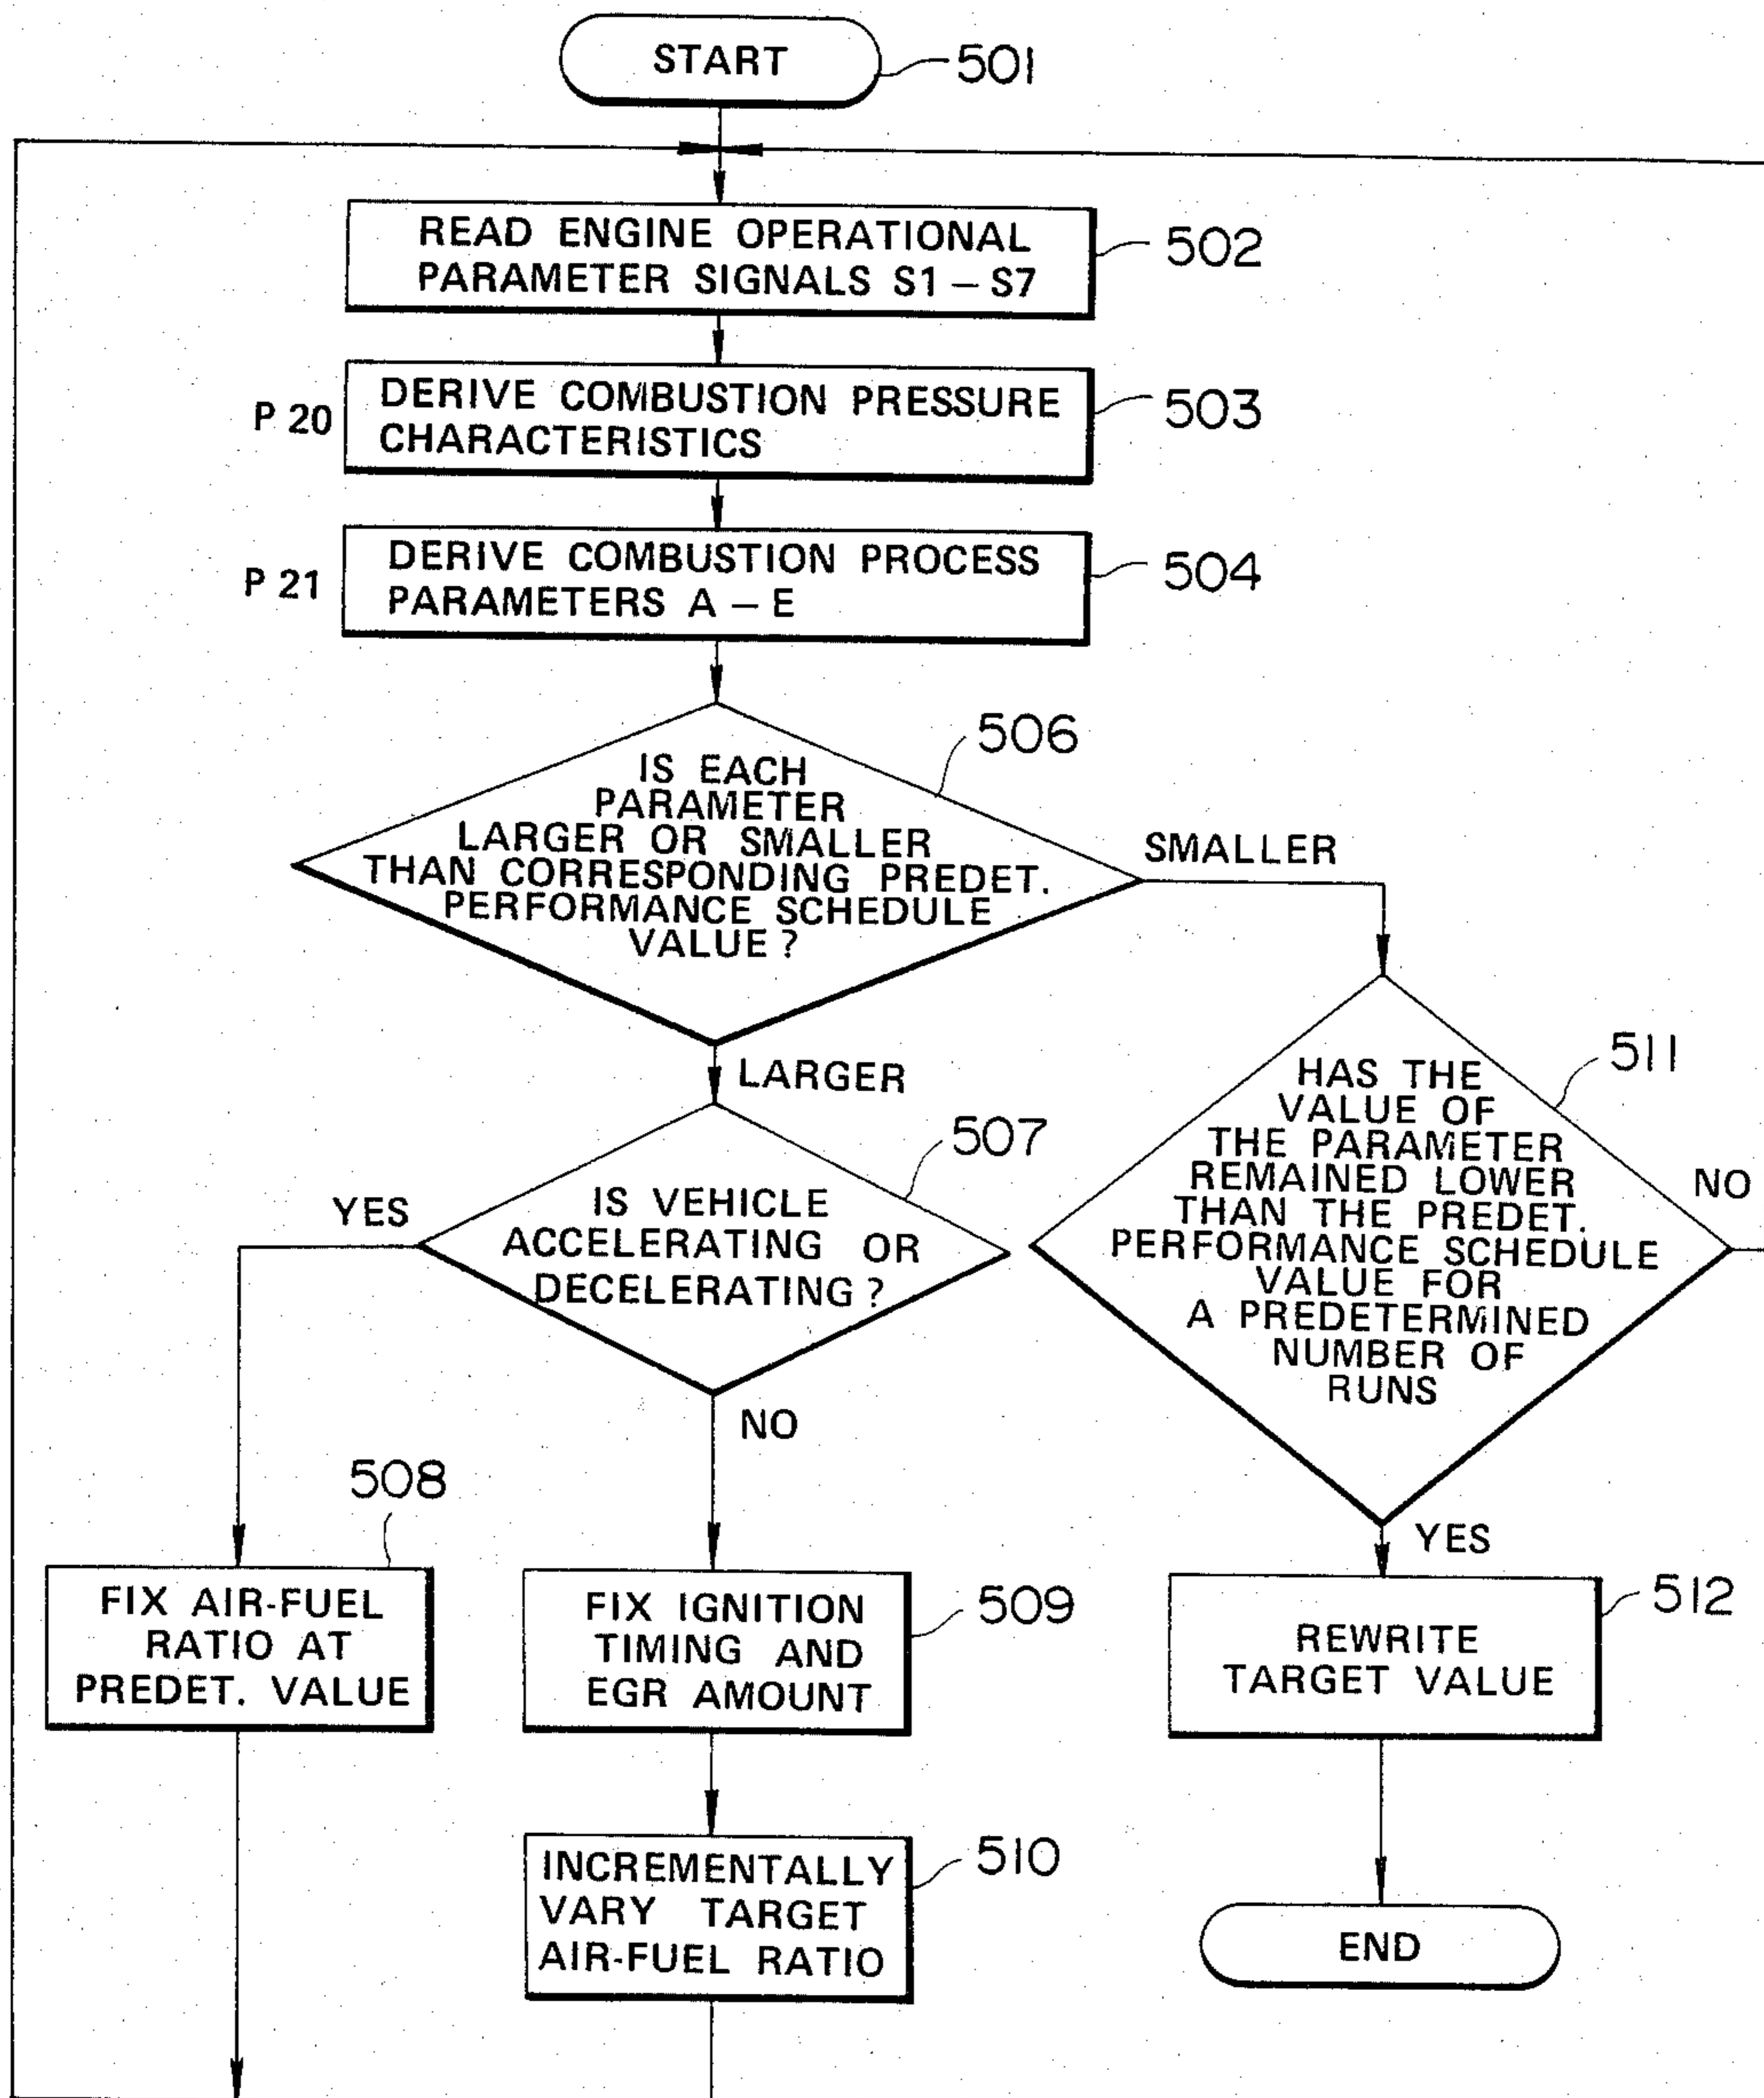 START
501
READ ENGINE OPERATIONAL
PARAMETER SIGNALS S1 – S7
502
P 20
DERIVE COMBUSTION PRESSURE
CHARACTERISTICS
503
P 21
DERIVE COMBUSTION PROCESS
PARAMETERS A – E
504
506
IS EACH
PARAMETER
LARGER OR SMALLER
THAN CORRESPONDING PREDET.
PERFORMANCE SCHEDULE
VALUE?
SMALLER
LARGER
507
IS VEHICLE
ACCELERATING OR
DECELERATING?
YES
NO
511
HAS THE
VALUE OF
THE PARAMETER
REMAINED LOWER
THAN THE PREDET.
PERFORMANCE SCHEDULE
VALUE FOR
A PREDETERMINED
NUMBER OF
RUNS
NO
YES
508
FIX AIR-FUEL
RATIO AT
PREDET. VALUE
FIX IGNITION
TIMING AND
EGR AMOUNT
509
REWRITE
TARGET VALUE
512
INCREMENTALLY
VARY TARGET
AIR-FUEL RATIO
510
END